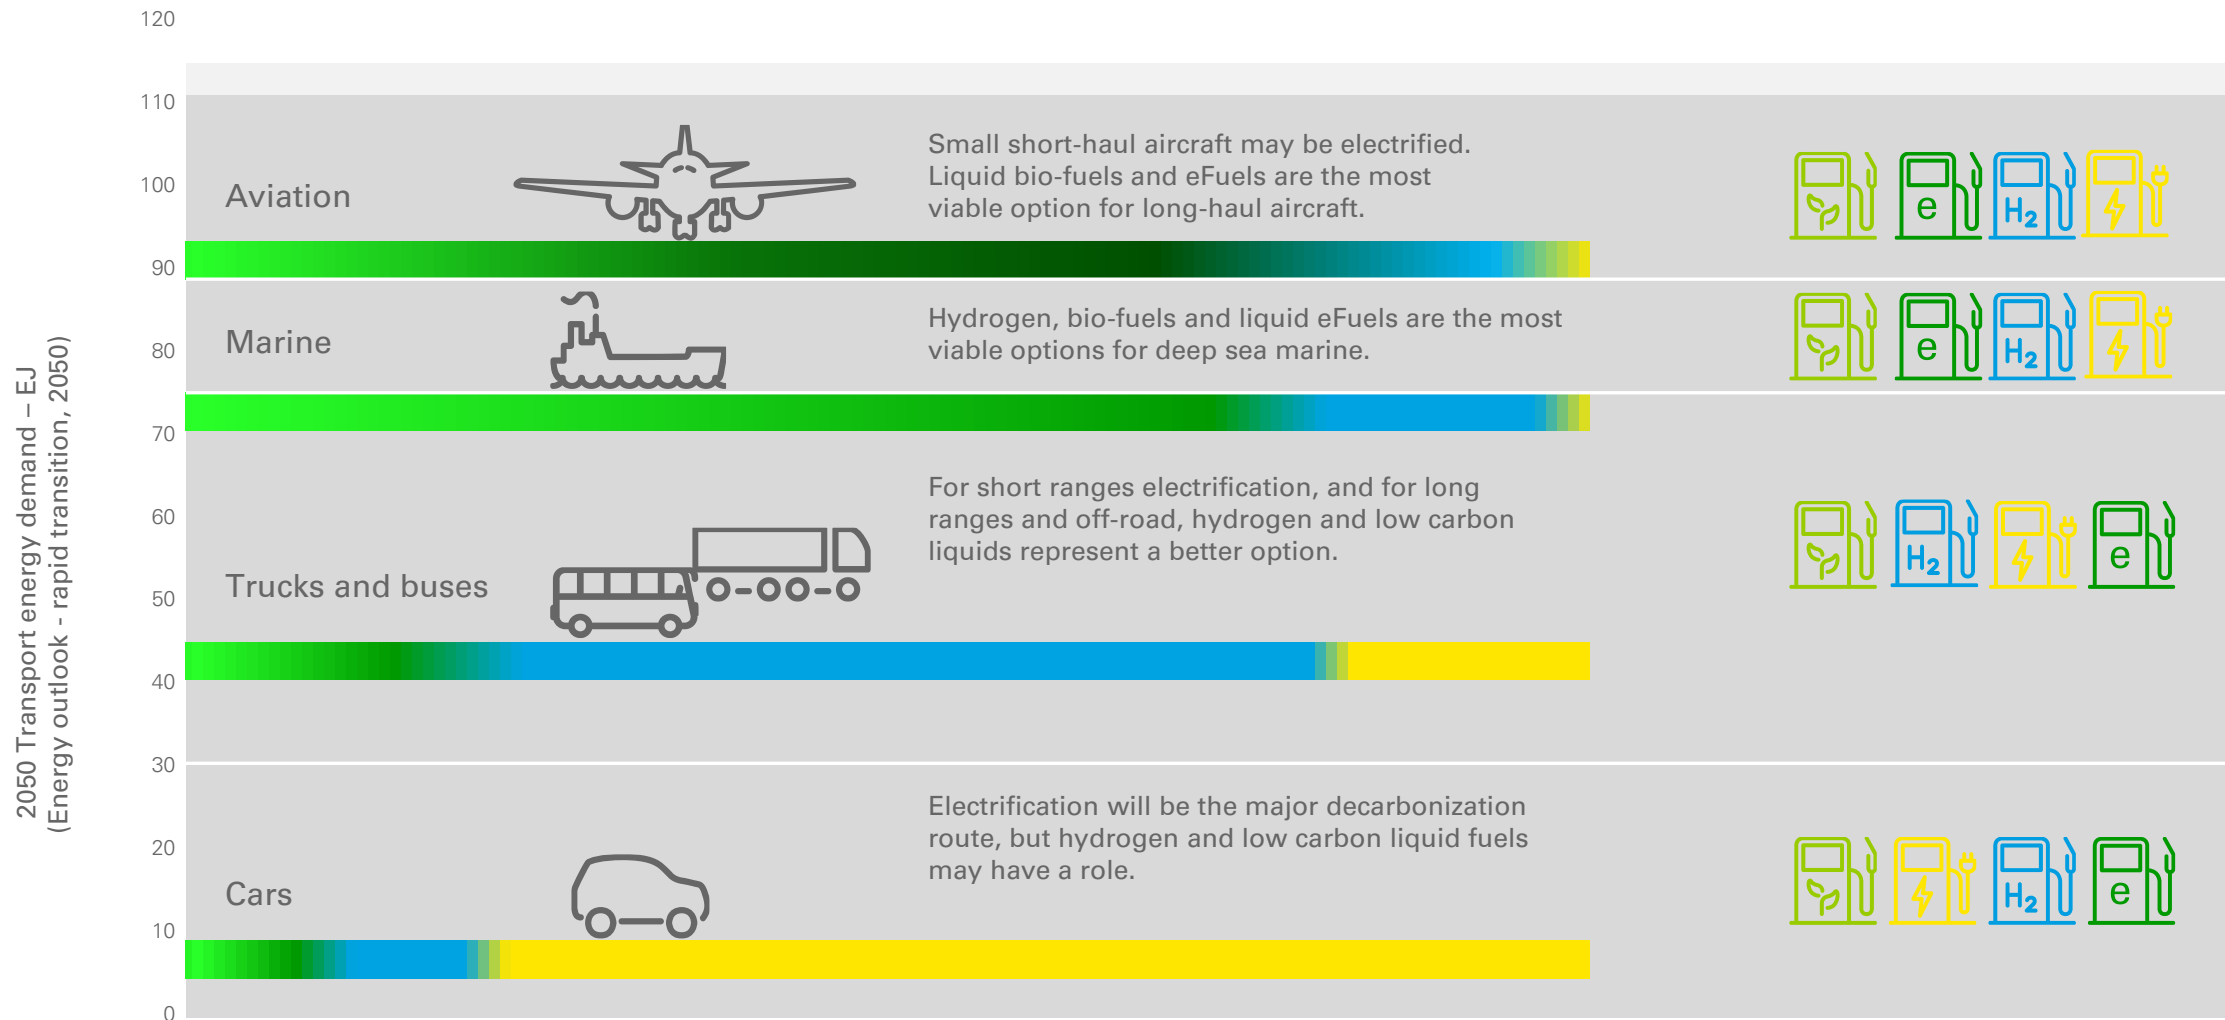 2050 Transport energy demand – EJ
(Energy outlook - rapid transition, 2050)
120
110
100
90
80
70
60
50
40
30
20
10
0
Aviation
Small short-haul aircraft may be electrified.
Liquid bio-fuels and eFuels are the most
viable option for long-haul aircraft.
e
H2
Marine
Hydrogen, bio-fuels and liquid eFuels are the most
viable options for deep sea marine.
e
H2
Trucks and buses
For short ranges electrification, and for long
ranges and off-road, hydrogen and low carbon
liquids represent a better option.
H2
e
Cars
Electrification will be the major decarbonization
route, but hydrogen and low carbon liquid fuels
may have a role.
H2
e